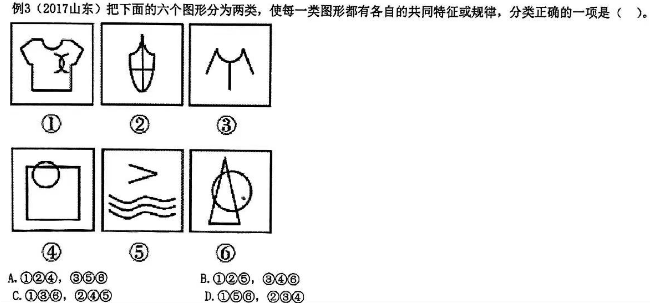 例3（2017山东）把下面的六个图形分为两类，使每一类图形都有各自的共同特征或规律，分类正确的一项是（ ）。
① ② ③
④ ⑤ ⑥
A.①②④，③⑤⑥ B.①②⑤，③④⑥
C.①③⑥，②④⑤ D.①⑤⑥，②③④